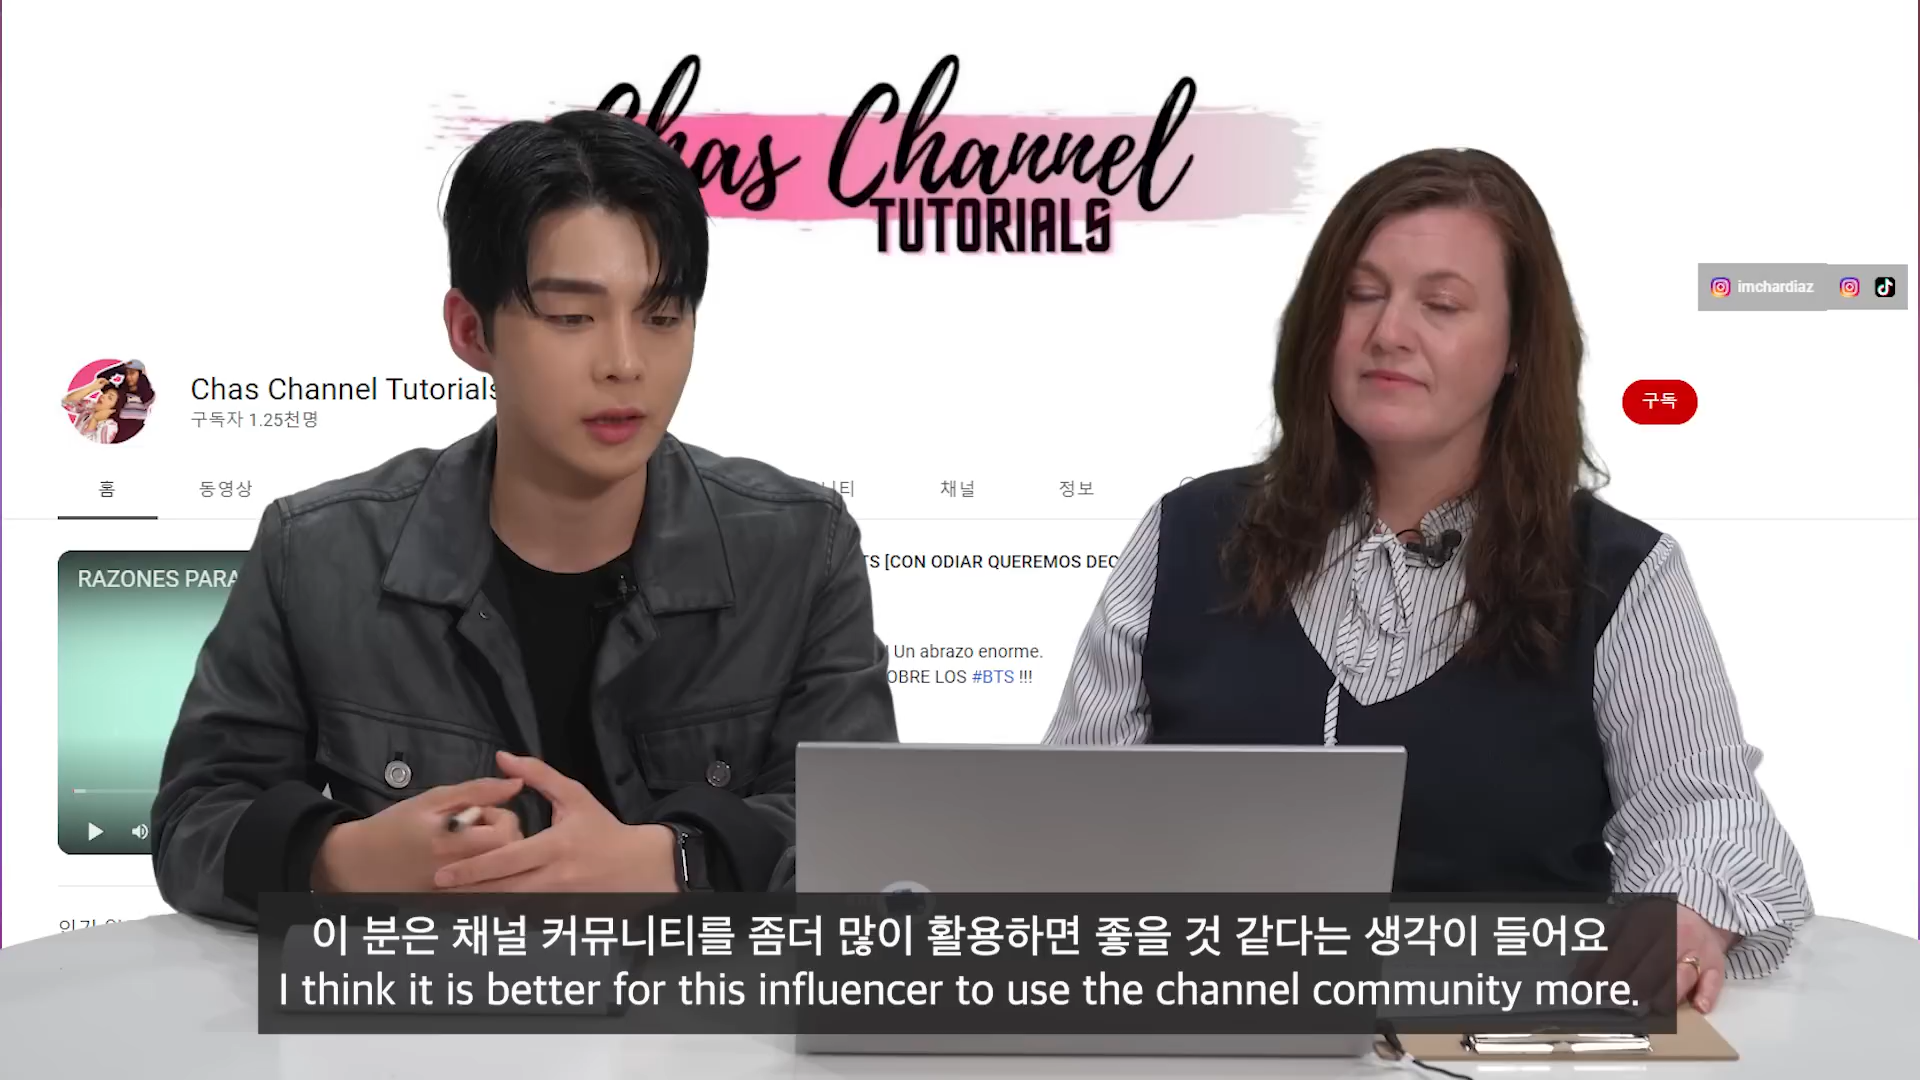 Chas Channel
TUTORIALS
imchardiaz
Chas Channel Tutorials
구독자 1.25천명
구독
홈
동영상
채널
정보
RAZONES PARA
[CON ODIAR QUEREMOS DEC
Un abrazo enorme.
LOS #BTS !!!
이 분은 채널 커뮤니티를 좀더 많이 활용하면 좋을 것 같다는 생각이 들어요
I think it is better for this influencer to use the channel community more.